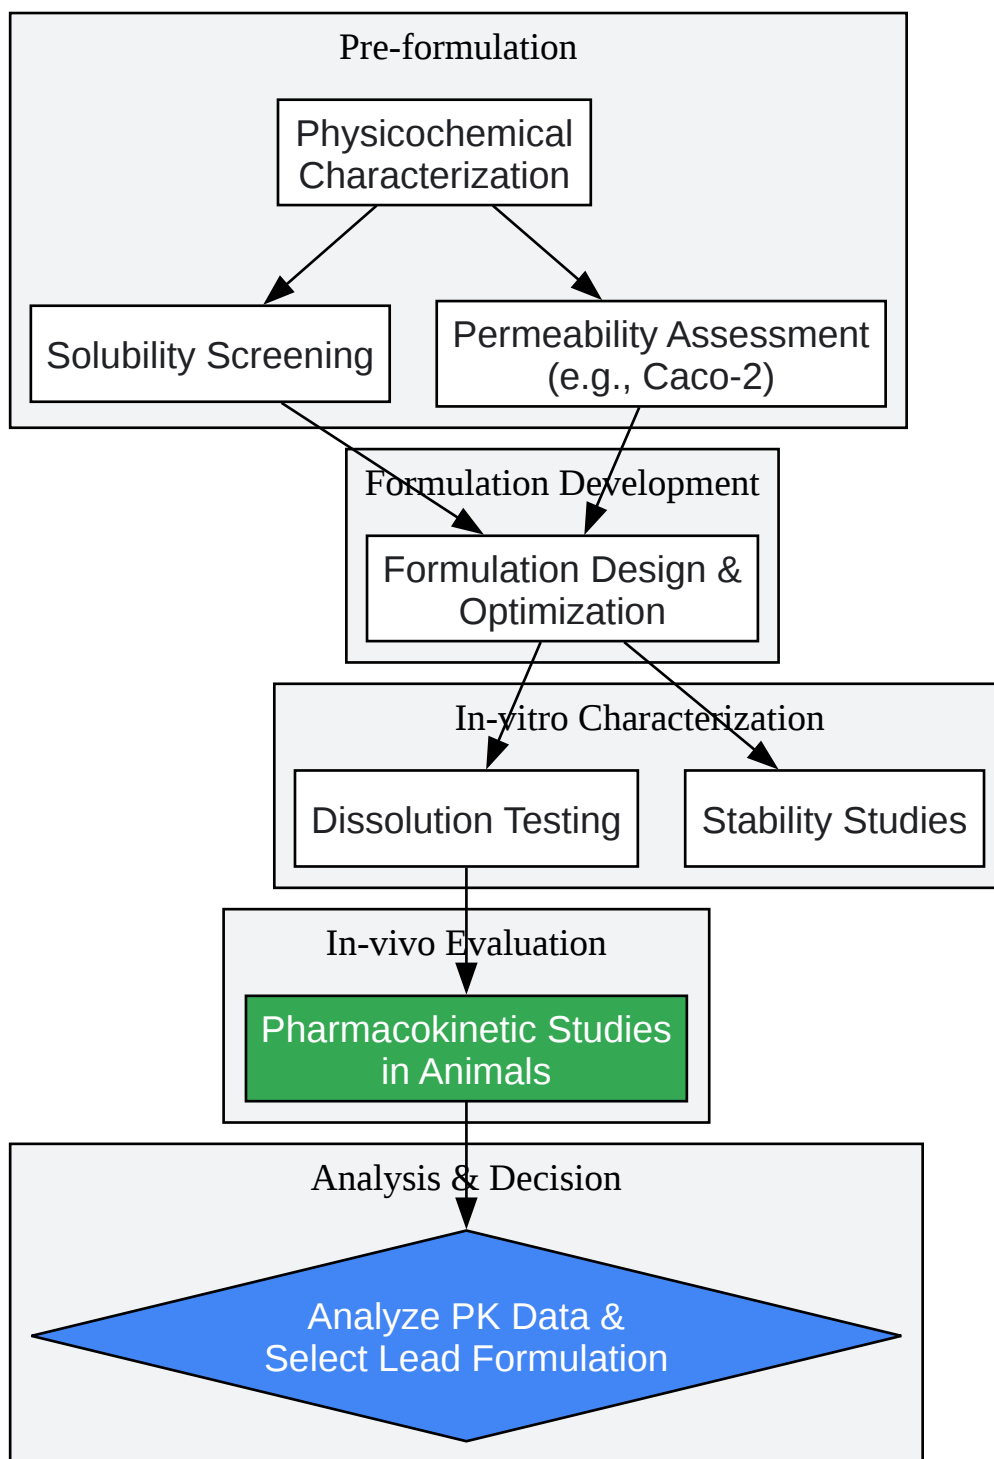 Pre-formulation
Physicochemical
Characterization
Solubility Screening
Permeability Assessment
(e.g., Caco-2)
Formulation Development
Formulation Design &
Optimization
In-vitro Characterization
Dissolution Testing
Stability Studies
In-vivo Evaluation
Pharmacokinetic Studies
in Animals
Analysis & Decision
Analyze PK Data &
Select Lead Formulation